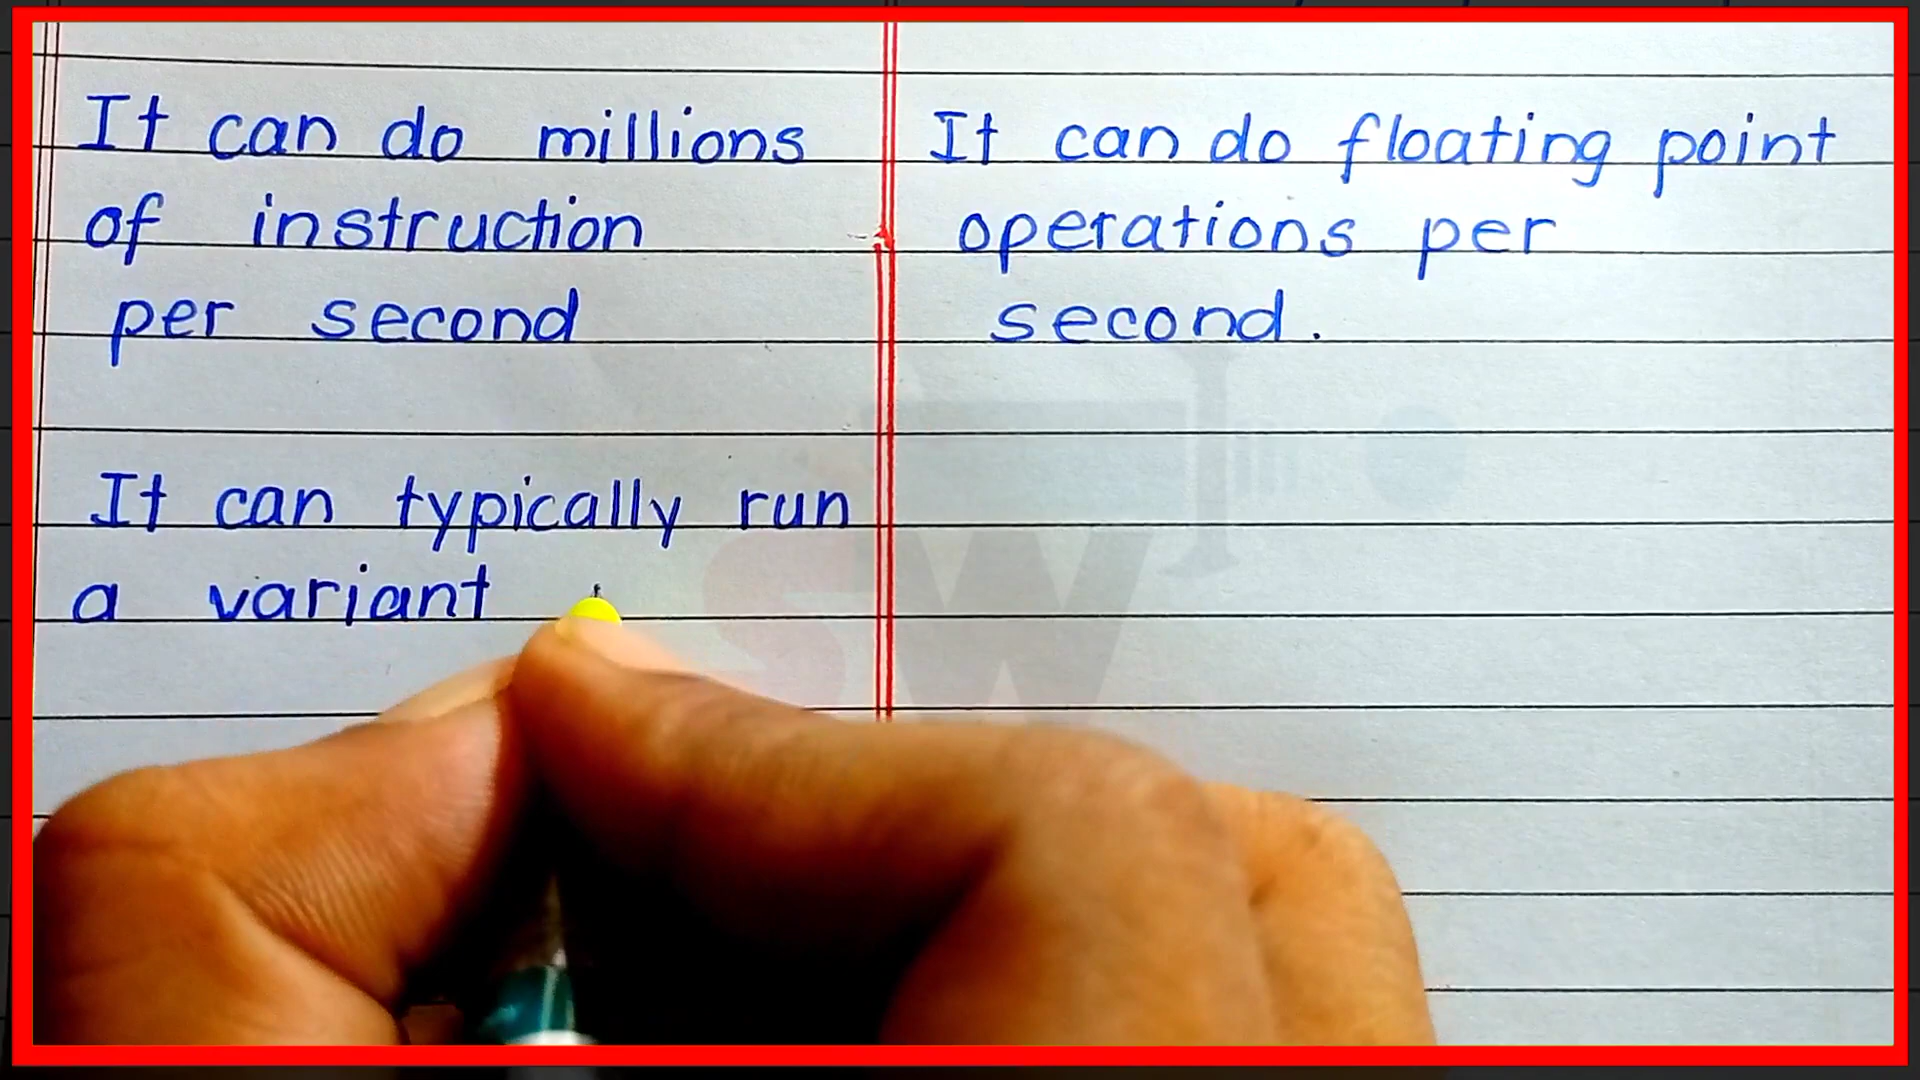 It can do millions
of instruction
per second
It can typically run
a variant
It can do floating point
operations per
second.
SW